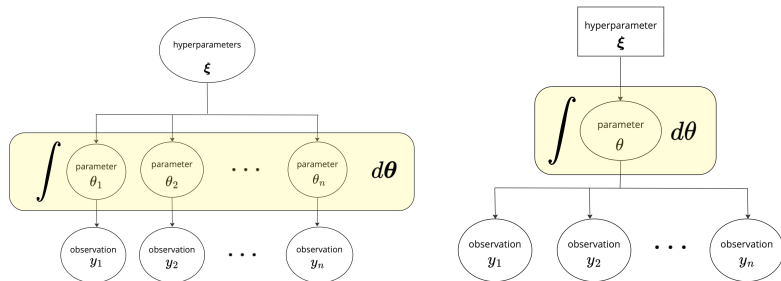 hyperparameters
ξ
∫ parameter θ₁ parameter θ₂ ... parameter θₙ d𝜽
observation y₁ observation y₂ ... observation yₙ
hyperparameter
ξ
∫ parameter θ dθ
observation y₁ observation y₂ ... observation yₙ